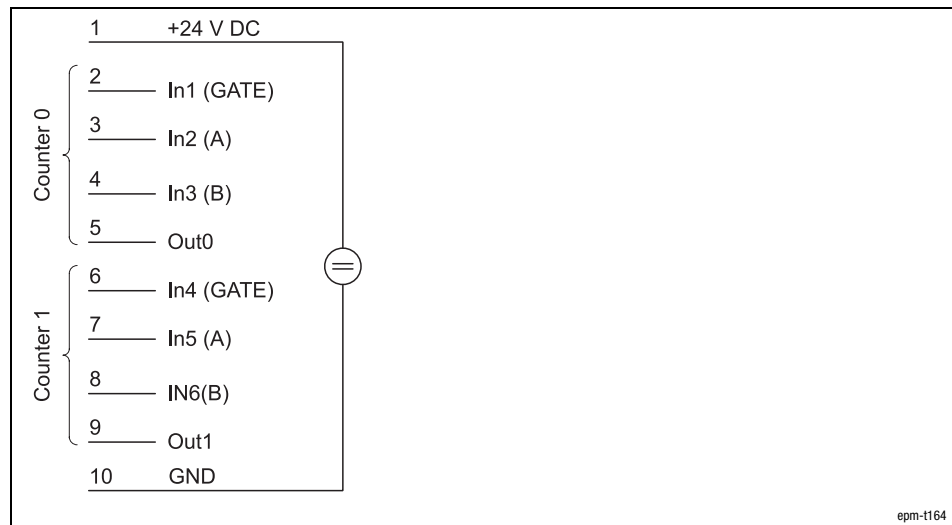 1 +24 V DC
Counter 0
2 In1 (GATE)
3 In2 (A)
4 In3 (B)
5 Out0
Counter 1
6 In4 (GATE)
7 In5 (A)
8 IN6(B)
9 Out1
10 GND
epm-t164